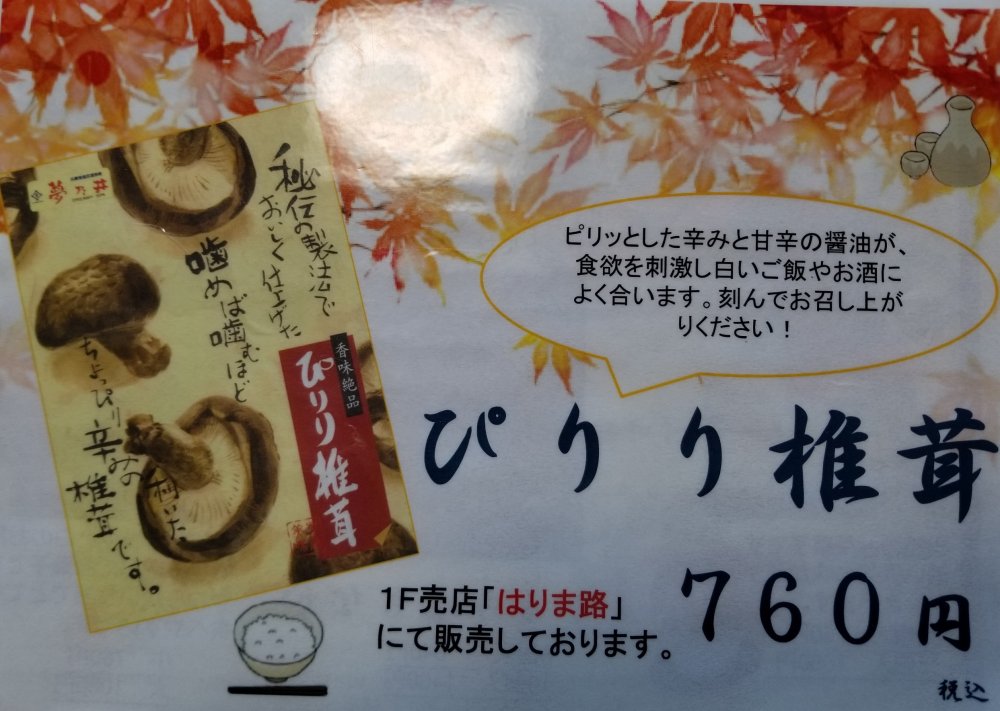 夢乃井
秘伝の製法で
おいしく仕上げた
噛めば噛むほど
ちょっぴり辛みの
利いた
椎茸です。
香味絶品
ぴりり椎茸
ピリッとした辛みと甘辛の醤油が、
食欲を刺激し白いご飯やお酒に
よく合います。刻んでお召し上が
りください！
ぴりり椎茸
760円
税込
1F売店「はりま路」
にて販売しております。